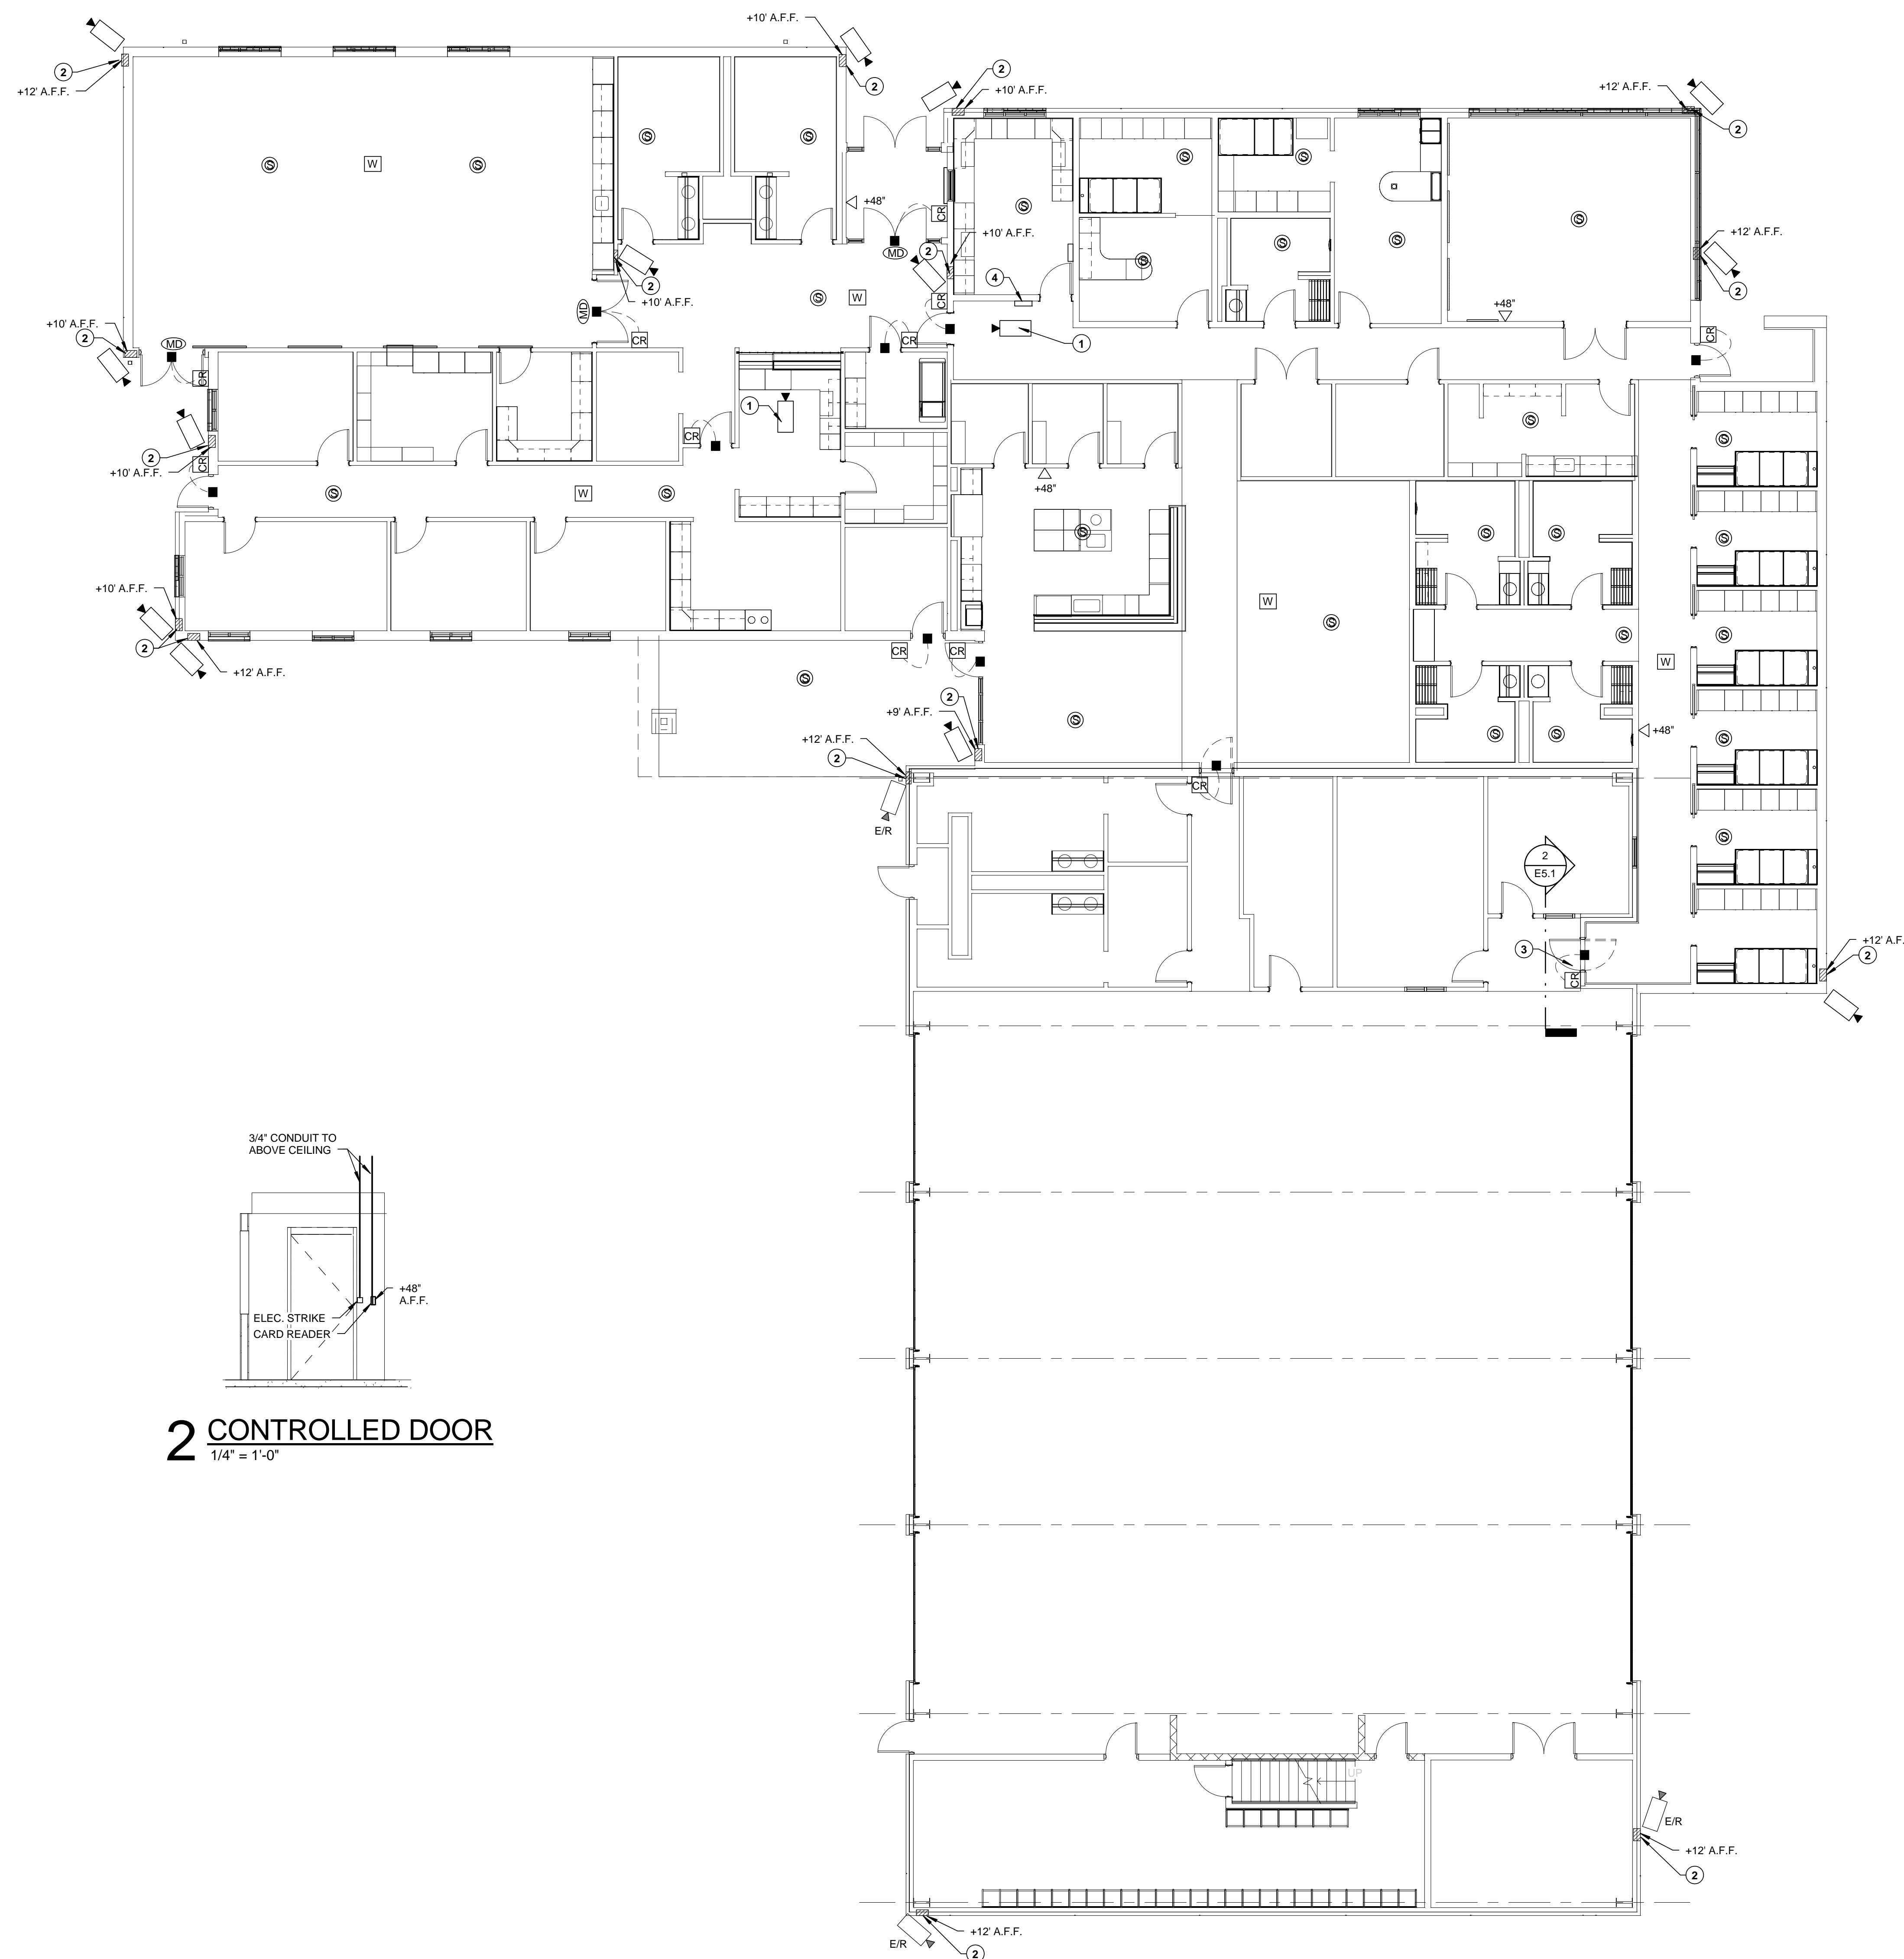 +10' A.F.F.
2
+12' A.F.F.
2
2
+10' A.F.F.
+12' A.F.F.
2
S
S
S
S
S
S
S
W
+48"
CR
S
S
S
MD
+10' A.F.F.
2
+12' A.F.F.
2
S
S
S
2
+10' A.F.F.
S
W
CR
4
+48"
MD
+10' A.F.F.
2
MD
CR
CR
1
CR
CR
1
CR
S
S
2
+10' A.F.F.
CR
+48"
S
W
S
S
S
S
S
+10' A.F.F.
S
W
W
S
S
S
2
+12' A.F.F.
CR
CR
S
2
+9' A.F.F.
S
S
S
+48"
+12' A.F.F.
2
S
CR
E/R
S
2
E5.1
3
CR
+12' A.F.
2
3/4" CONDUIT TO
ABOVE CEILING
+48"
A.F.F.
ELEC. STRIKE
CARD READER
2 CONTROLLED DOOR
1/4" = 1'-0"
UP
E/R
+12' A.F.F.
2
+12' A.F.F.
E/R
2